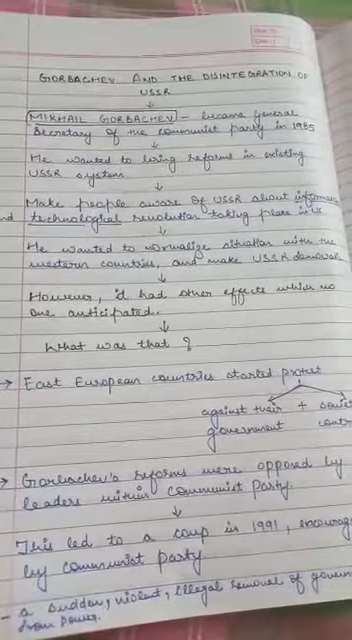 GORBACHEV AND THE DISINTEGRATION OF
USSR
↓
MIKHAIL GORBACHEV - became general
Secretary of the communist party in 1985
↓
He wanted to bring reforms in existing
USSR system.
↓
Make people aware of USSR about informat
and technological revolution taking place in
↓
He wanted to normalize situation with the
western countries, and make USSR democra
↓
However, it had other effects which no
one anticipated.
↓
What was that ?
→ East European countries started protest
against their + Soviet
government contr
→ Gorbachev's reforms were opposed by
leaders within Communist Party.
↓
This led to a coup in 1991, encourag
by communist party
- a sudden, violent, illegal removal of govern
from power.